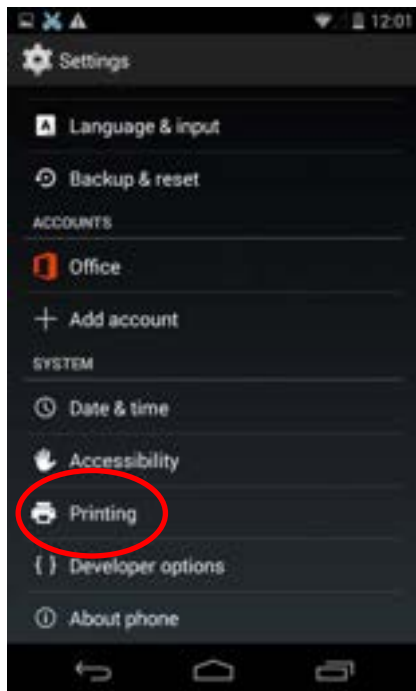 12:01
Settings
A Language & input
Backup & reset
ACCOUNTS
Office
Add account
SYSTEM
Date & time
Accessibility
Printing
{ } Developer options
About phone